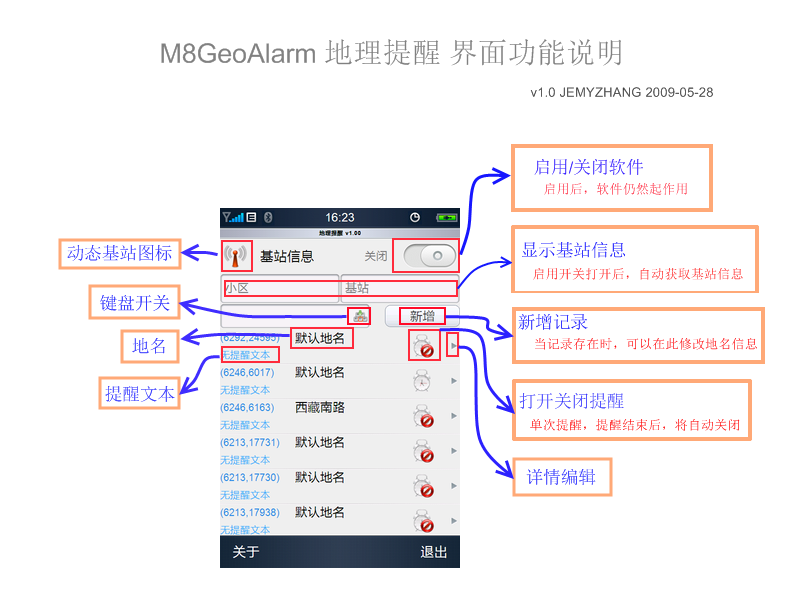 M8GeoAlarm 地理提醒 界面功能说明
v1.0 JEMYZHANG 2009-05-28
启用/关闭软件
启用后，软件仍然起作用
16:23
地理提醒 v1.00
动态基站图标
基站信息
关闭
显示基站信息
启用开关打开后，自动获取基站信息
小区
基站
键盘开关
新增
新增记录
当记录存在时，可以在此修改地名信息
地名
(6292,24595)
默认地名
无提醒文本
提醒文本
(6246,6017)
默认地名
无提醒文本
打开关闭提醒
单次提醒，提醒结束后，将自动关闭
(6246,6163)
西藏南路
无提醒文本
(6213,17731)
默认地名
无提醒文本
详情编辑
(6213,17730)
默认地名
无提醒文本
(6213,17938)
默认地名
无提醒文本
关于
退出